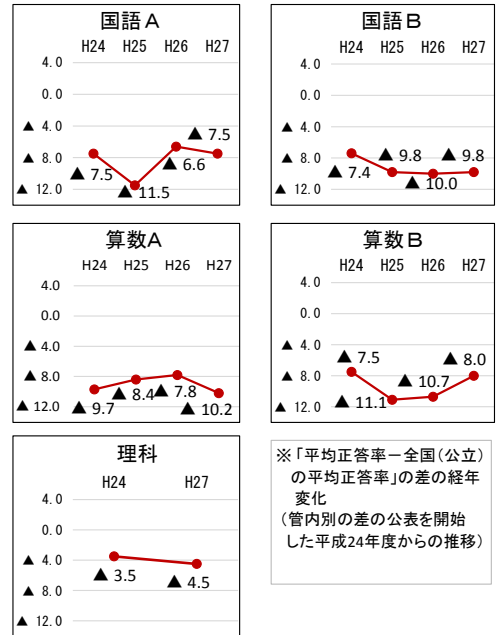 国語A
H24 H25 H26 H27
4.0
0.0
▲ 4.0
▲ 8.0
▲ 12.0
▲ 7.5
▲ 11.5
▲ 6.6
▲ 7.5
国語B
H24 H25 H26 H27
4.0
0.0
▲ 4.0
▲ 8.0
▲ 12.0
▲ 7.4
▲ 9.8
▲ 10.0
▲ 9.8
算数A
H24 H25 H26 H27
4.0
0.0
▲ 4.0
▲ 8.0
▲ 12.0
▲ 9.7
▲ 8.4
▲ 7.8
▲ 10.2
算数B
H24 H25 H26 H27
4.0
0.0
▲ 4.0
▲ 8.0
▲ 12.0
▲ 7.5
▲ 11.1
▲ 10.7
▲ 8.0
理科
H24 H27
4.0
0.0
▲ 4.0
▲ 8.0
▲ 12.0
▲ 3.5
▲ 4.5
※「平均正答率－全国(公立)
の平均正答率」の差の経年
変化
(管内別の差の公表を開始
した平成24年度からの推移)